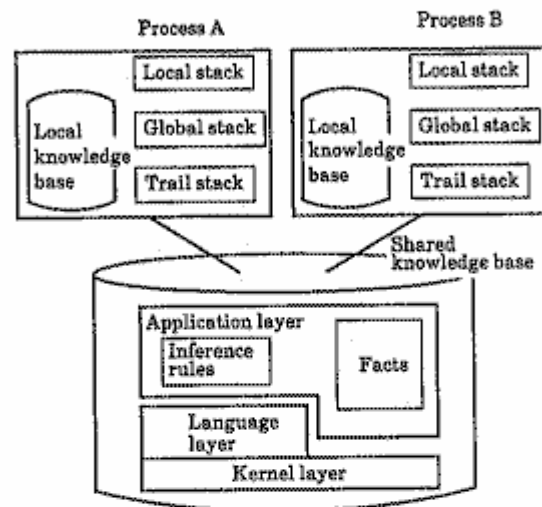 Process A
Local stack
Local
knowledge
base
Global stack
Trail stack
Process B
Local stack
Local
knowledge
base
Global stack
Trail stack
Shared
knowledge base
Application layer
Inference
rules
Facts
Language
layer
Kernel layer